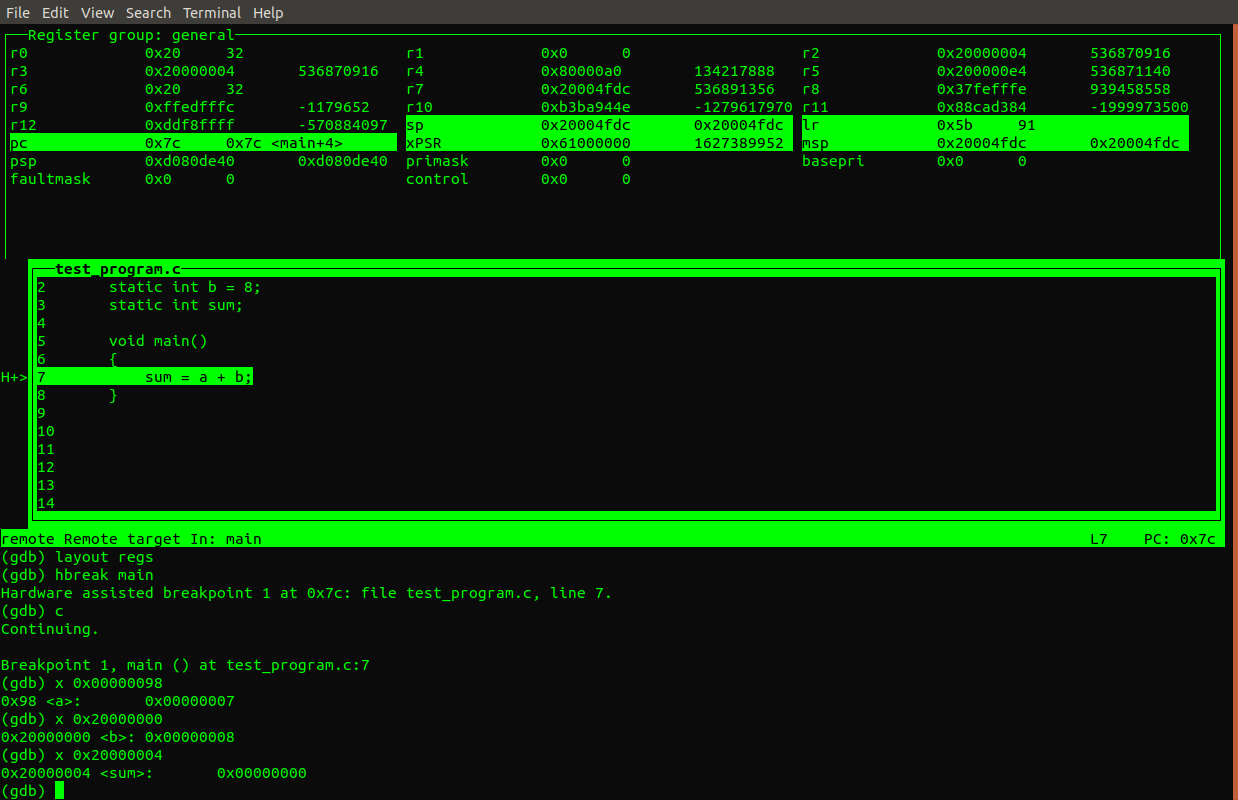 File Edit View Search Terminal Help
Register group: general
r0 0x20 32 r1 0x0 0 r2 0x20000004 536870916
r3 0x20000004 536870916 r4 0x80000a0 134217888 r5 0x200000e4 536871140
r6 0x20 32 r7 0x20004fdc 536891356 r8 0x37fefffe 939458558
r9 0xffedfffc -1179652 r10 0xb3ba944e -1279617970 r11 0x88cad384 -1999973500
r12 0xddf8ffff -570884097 sp 0x20004fdc 0x20004fdc lr 0x5b 91
pc 0x7c 0x7c <main+4> xPSR 0x61000000 1627389952 msp 0x20004fdc 0x20004fdc
psp 0xd080de40 0xd080de40 primask 0x0 0 basepri 0x0 0
faultmask 0x0 0 control 0x0 0
test_program.c
2 static int b = 8;
3 static int sum;
4
5 void main()
6 {
H+> 7 sum = a + b;
8 }
9
10
11
12
13
14
remote Remote target In: main L7 PC: 0x7c
(gdb) layout regs
(gdb) hbreak main
Hardware assisted breakpoint 1 at 0x7c: file test_program.c, line 7.
(gdb) c
Continuing.
Breakpoint 1, main () at test_program.c:7
(gdb) x 0x00000098
0x98 <a>: 0x00000007
(gdb) x 0x20000000
0x20000000 <b>: 0x00000008
(gdb) x 0x20000004
0x20000004 <sum>: 0x00000000
(gdb)